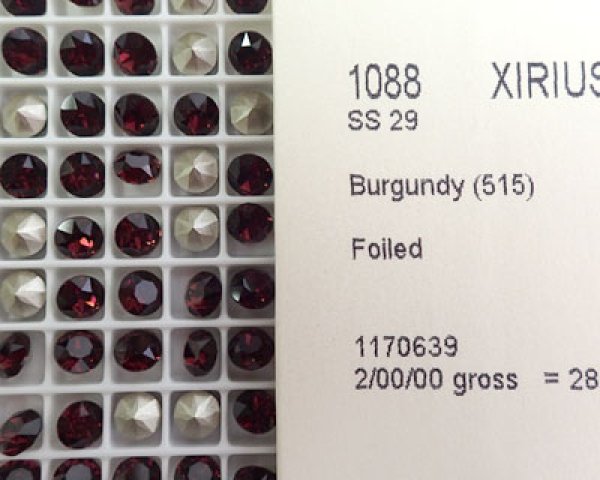 1088 XIRIUS
SS 29
Burgundy (515)
Foiled
1170639
2/00/00 gross = 28